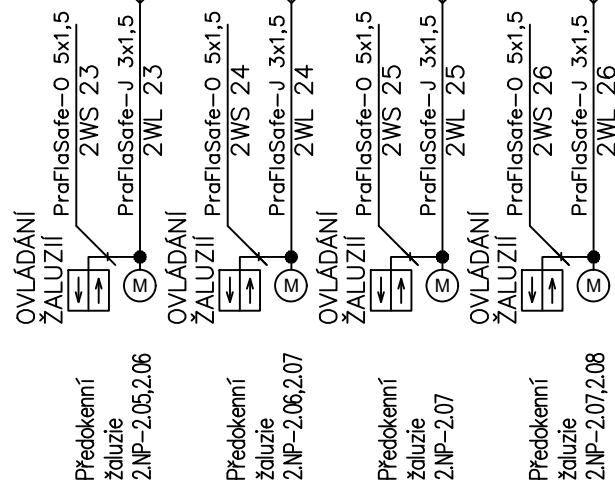 PraFlaSafe-O 5x1,5
2WS 23
PraFlaSafe-J 3x1,5
2WL 23
OVLÁDÁNÍ
ŽALUZIÍ
M
Předokenní
žaluzie
2.NP-2.05,2.06
PraFlaSafe-O 5x1,5
2WS 24
PraFlaSafe-J 3x1,5
2WL 24
OVLÁDÁNÍ
ŽALUZIÍ
M
Předokenní
žaluzie
2.NP-2.06,2.07
PraFlaSafe-O 5x1,5
2WS 25
PraFlaSafe-J 3x1,5
2WL 25
OVLÁDÁNÍ
ŽALUZIÍ
M
Předokenní
žaluzie
2.NP-2.07
PraFlaSafe-O 5x1,5
2WS 26
PraFlaSafe-J 3x1,5
2WL 26
OVLÁDÁNÍ
ŽALUZIÍ
M
Předokenní
žaluzie
2.NP-2.07,2.08